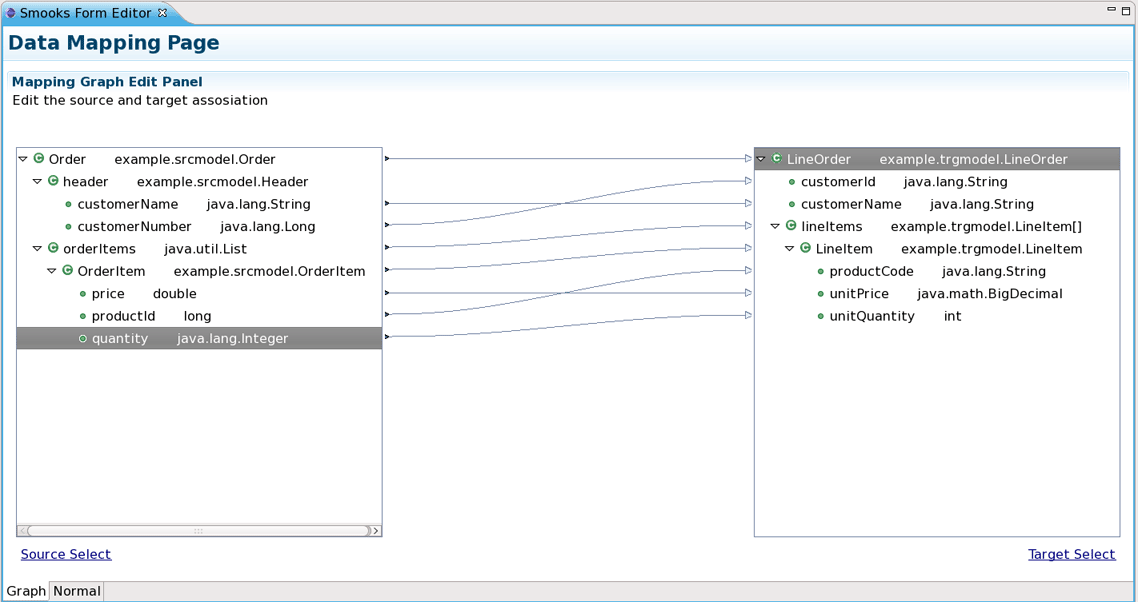 Smooks Form Editor
Data Mapping Page
Mapping Graph Edit Panel
Edit the source and target assosiation
Order example.srcmodel.Order
header example.srcmodel.Header
customerName java.lang.String
customerNumber java.lang.Long
orderItems java.util.List
OrderItem example.srcmodel.OrderItem
price double
productId long
quantity java.lang.Integer
LineOrder example.trgmodel.LineOrder
customerId java.lang.String
customerName java.lang.String
lineItems example.trgmodel.LineItem[]
LineItem example.trgmodel.LineItem
productCode java.lang.String
unitPrice java.math.BigDecimal
unitQuantity int
Source Select
Target Select
Graph Normal